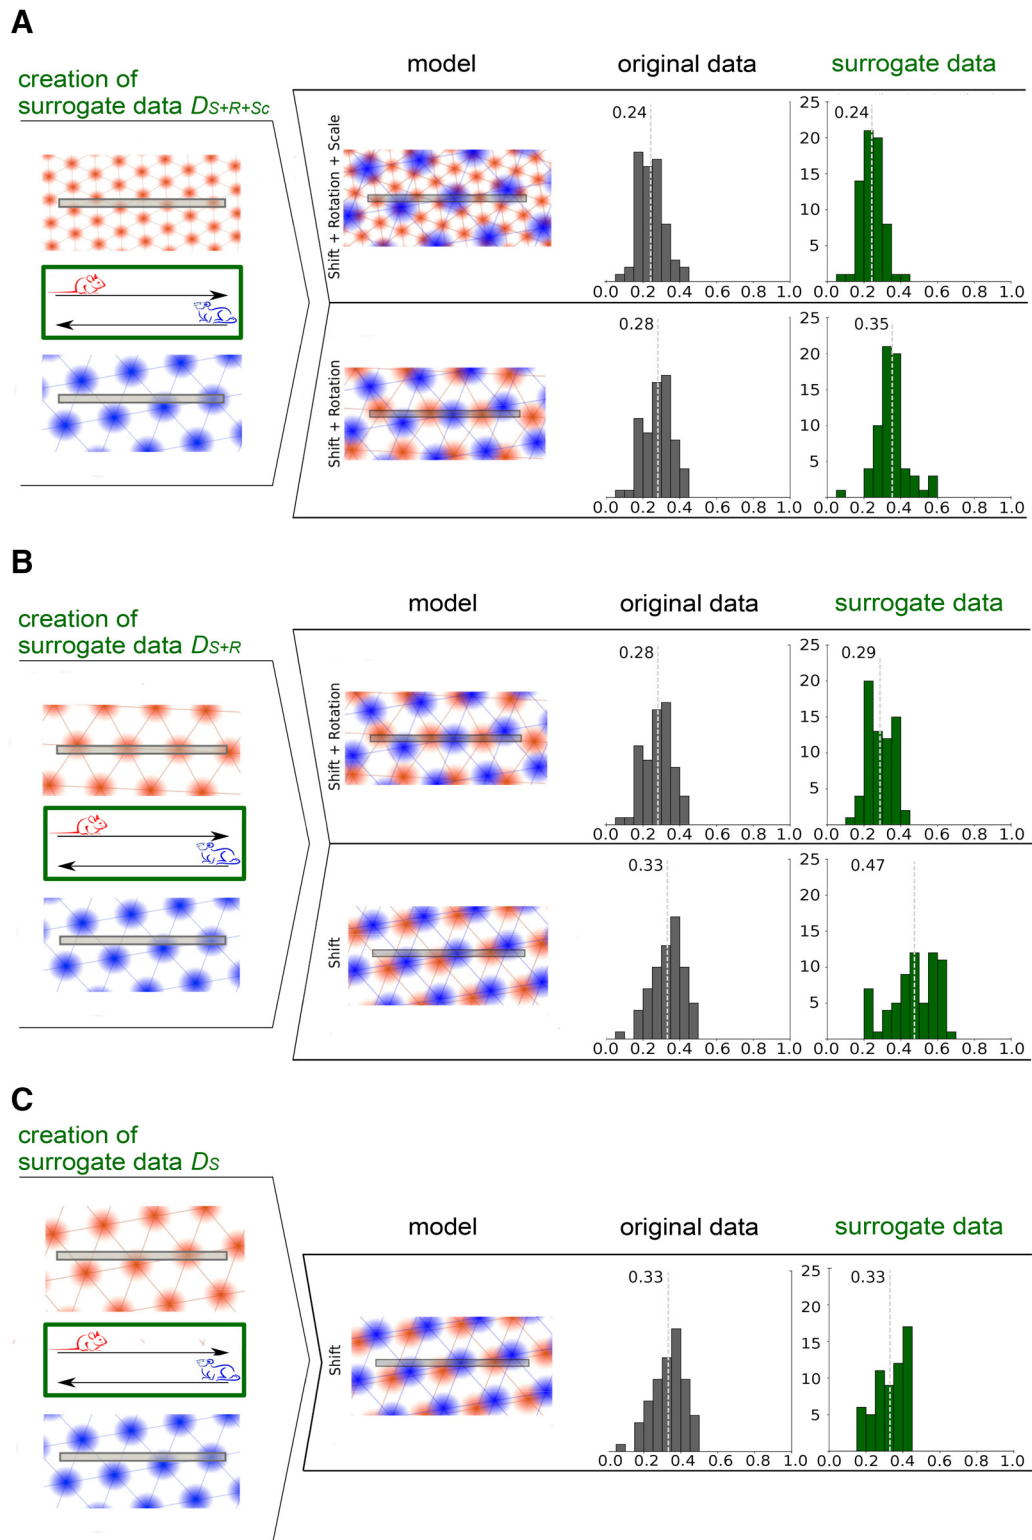 A
creation of
surrogate data DS+R+Sc
model
original data
surrogate data
Shift + Rotation + Scale
0.24
0.0 0.2 0.4 0.6 0.8 1.0
0.24
25
20
15
10
5
0.0 0.2 0.4 0.6 0.8 1.0
Shift + Rotation
0.28
0.0 0.2 0.4 0.6 0.8 1.0
0.35
25
20
15
10
5
0.0 0.2 0.4 0.6 0.8 1.0
B
creation of
surrogate data DS+R
model
original data
surrogate data
Shift + Rotation
0.28
0.0 0.2 0.4 0.6 0.8 1.0
0.29
25
20
15
10
5
0.0 0.2 0.4 0.6 0.8 1.0
Shift
0.33
0.0 0.2 0.4 0.6 0.8 1.0
0.47
25
20
15
10
5
0.0 0.2 0.4 0.6 0.8 1.0
C
creation of
surrogate data DS
model
original data
surrogate data
Shift
0.33
0.0 0.2 0.4 0.6 0.8 1.0
0.33
25
20
15
10
5
0.0 0.2 0.4 0.6 0.8 1.0